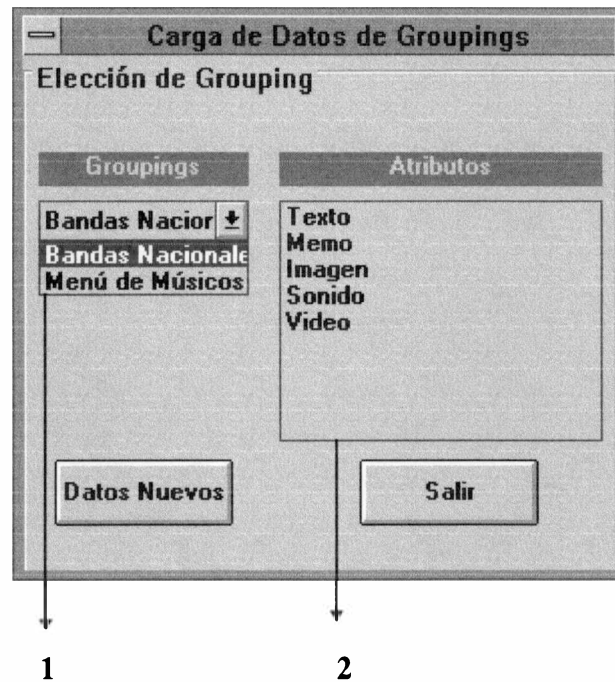 Carga de Datos de Groupings
Elección de Grouping
Groupings
Atributos
Bandas Nacior
Bandas Nacionale
Menú de Músicos
Texto
Memo
Imagen
Sonido
Video
Datos Nuevos
Salir
1
2